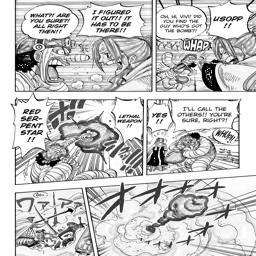 USOPP
!!
OH, HI, VIVI! DID
YOU FIND THE
GUY WHO'S
GOT THE
BOMB?!
WHAP
I FIGURED
IT OUT!! IT
HAS TO BE
THERE!!
WHAT?! ARE
YOU SURE?!
ALL RIGHT
THEN!!
I'LL CALL THE
OTHERS!! YOU'RE
SURE, RIGHT?!
YES
!!
LETHAL
WEAPON
!!
RED
SER-
PENT
STAR
!!